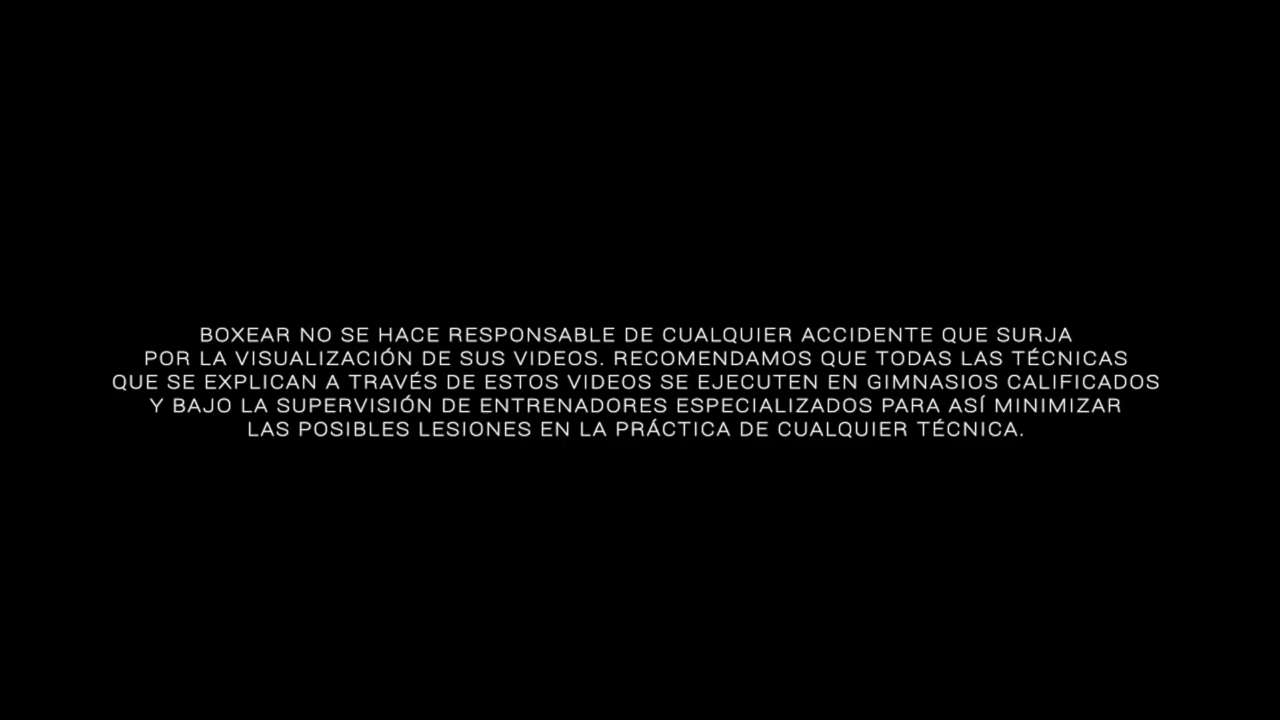 BOXEAR NO SE HACE RESPONSABLE DE CUALQUIER ACCIDENTE QUE SURJA
POR LA VISUALIZACIÓN DE SUS VIDEOS. RECOMENDAMOS QUE TODAS LAS TÉCNICAS
QUE SE EXPLICAN A TRAVÉS DE ESTOS VIDEOS SE EJECUTEN EN GIMNASIOS CALIFICADOS
Y BAJO LA SUPERVISIÓN DE ENTRENADORES ESPECIALIZADOS PARA ASÍ MINIMIZAR
LAS POSIBLES LESIONES EN LA PRÁCTICA DE CUALQUIER TÉCNICA.